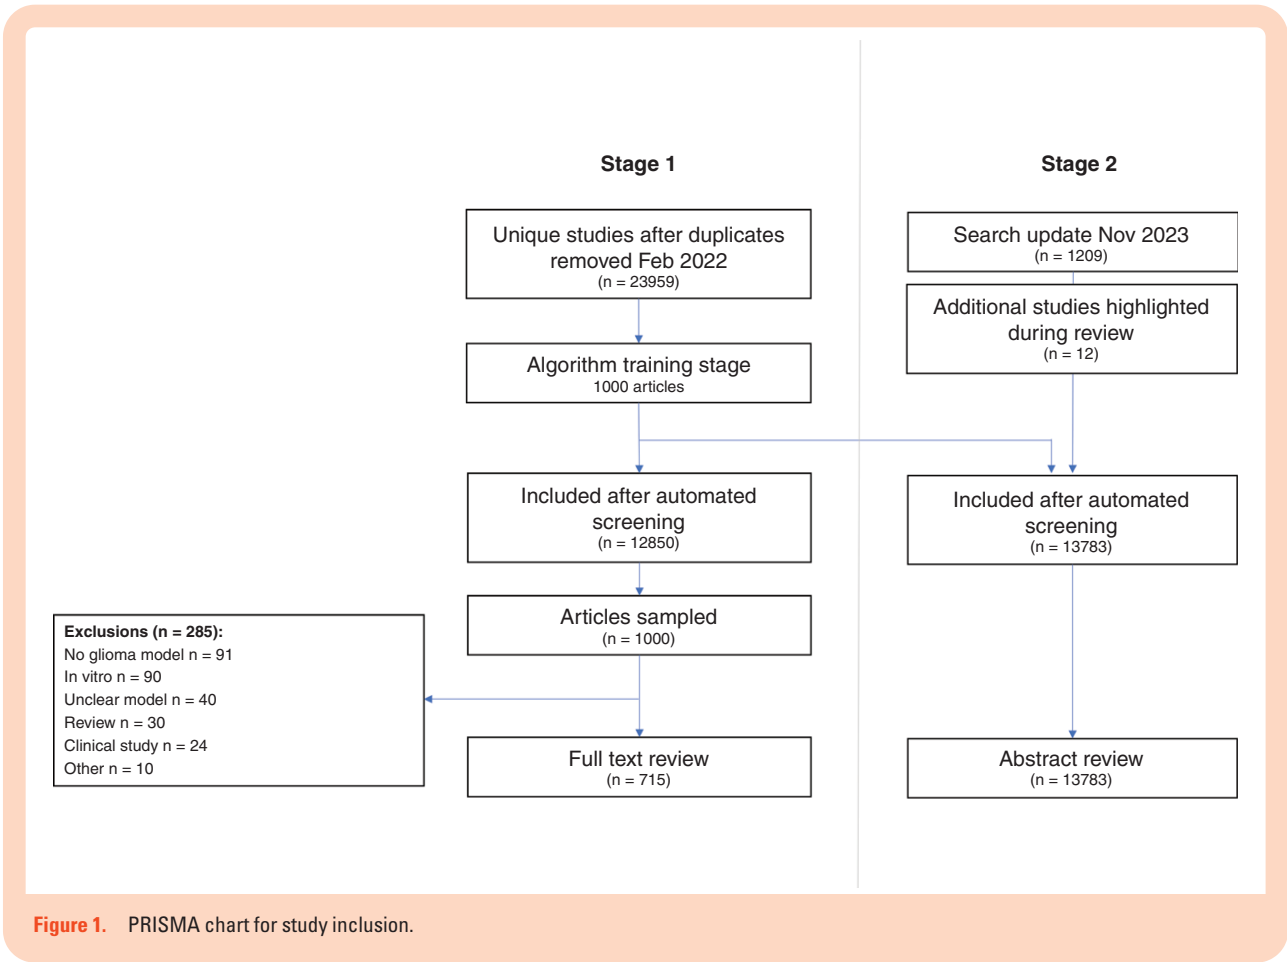 Stage 1
Unique studies after duplicates
removed Feb 2022
(n = 23959)
Algorithm training stage
1000 articles
Included after automated
screening
(n = 12850)
Articles sampled
(n = 1000)
Exclusions (n = 285):
No glioma model n = 91
In vitro n = 90
Unclear model n = 40
Review n = 30
Clinical study n = 24
Other n = 10
Full text review
(n = 715)
Stage 2
Search update Nov 2023
(n = 1209)
Additional studies highlighted
during review
(n = 12)
Included after automated
screening
(n = 13783)
Abstract review
(n = 13783)
Figure 1. PRISMA chart for study inclusion.